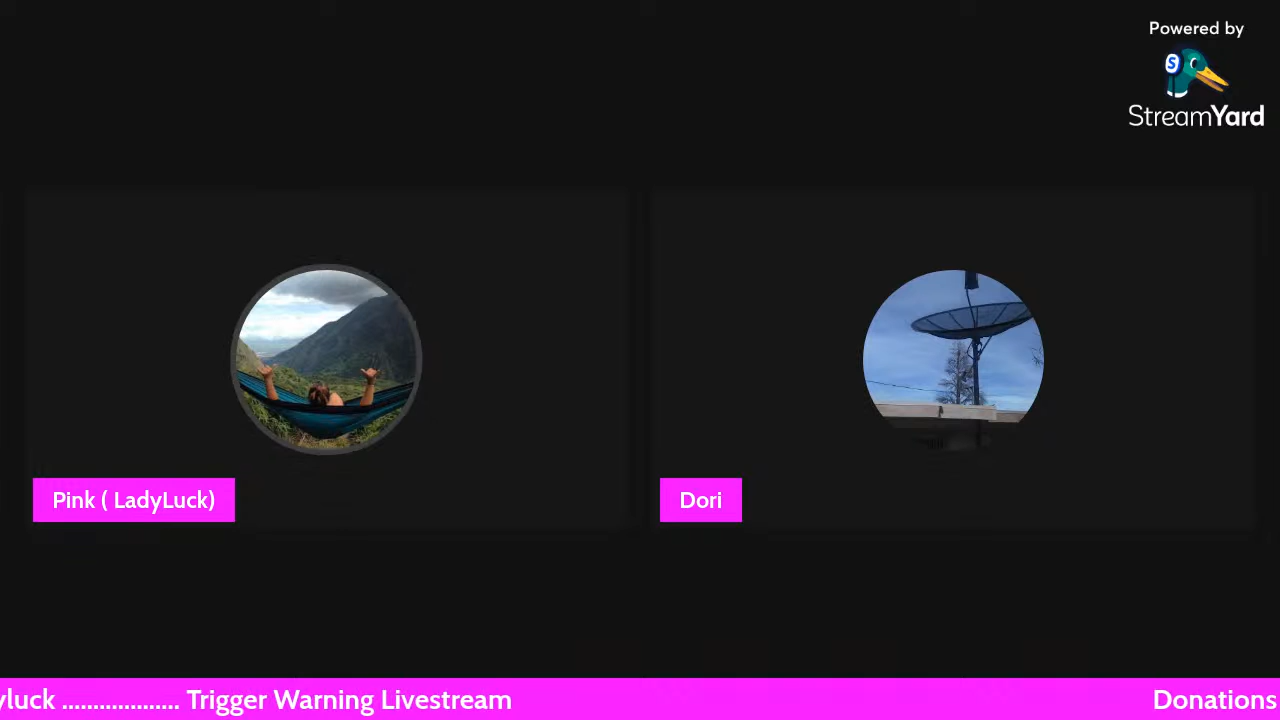 Powered by
S
StreamYard
Pink ( LadyLuck)
Dori
yluck ................... Trigger Warning Livestream
Donations